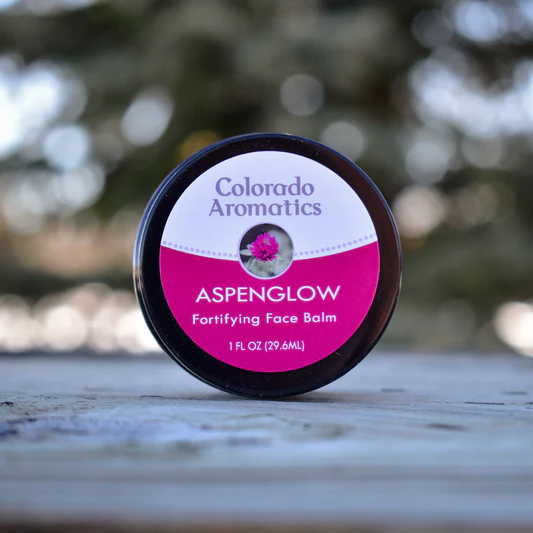 Colorado
Aromatics
ASPENGLOW
Fortifying Face Balm
1 FL OZ (29.6ML)